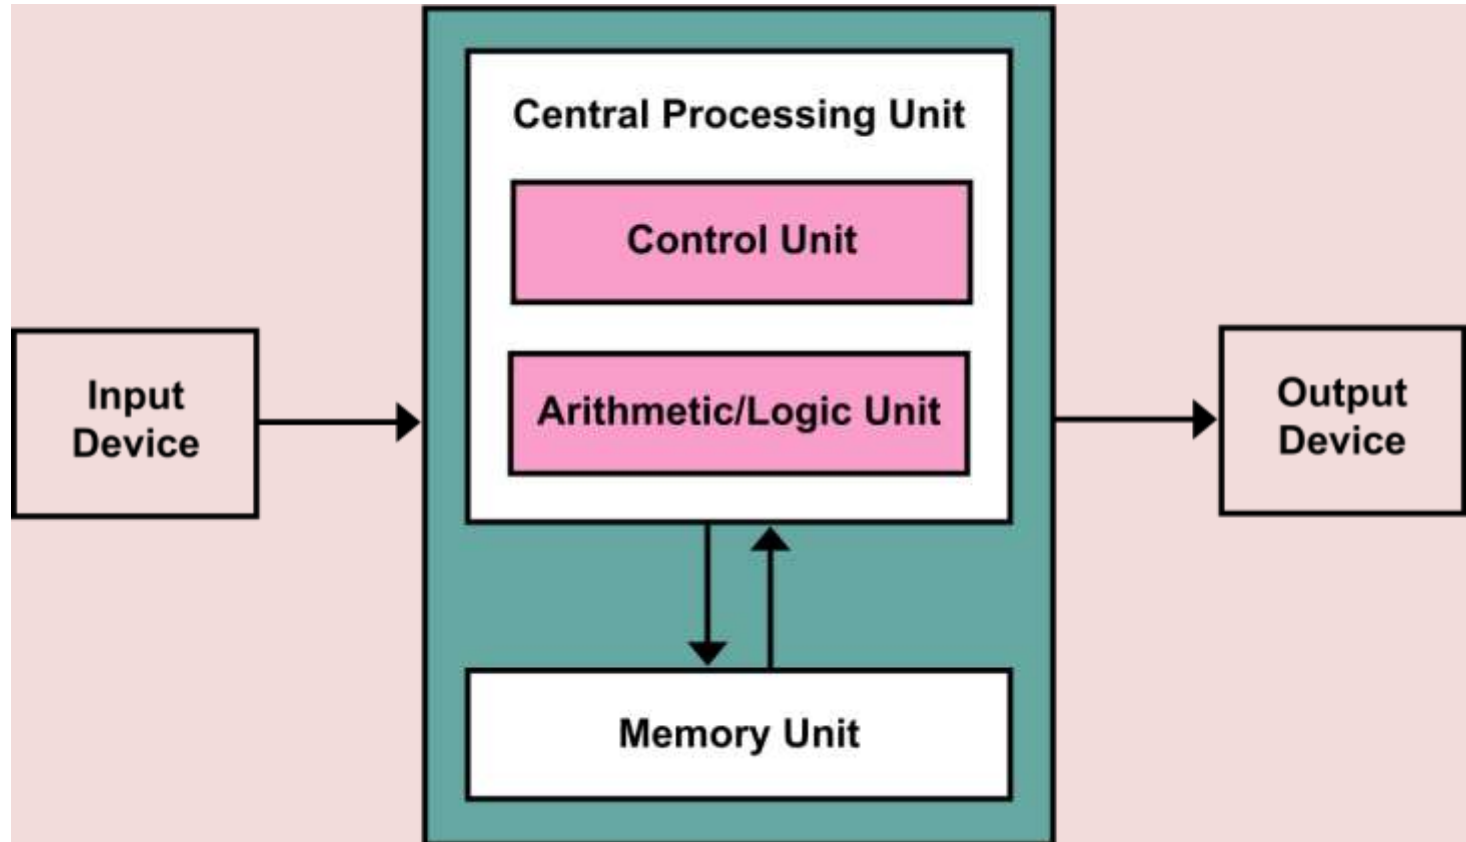 Central Processing Unit
Control Unit
Arithmetic/Logic Unit
Input
Device
Output
Device
Memory Unit